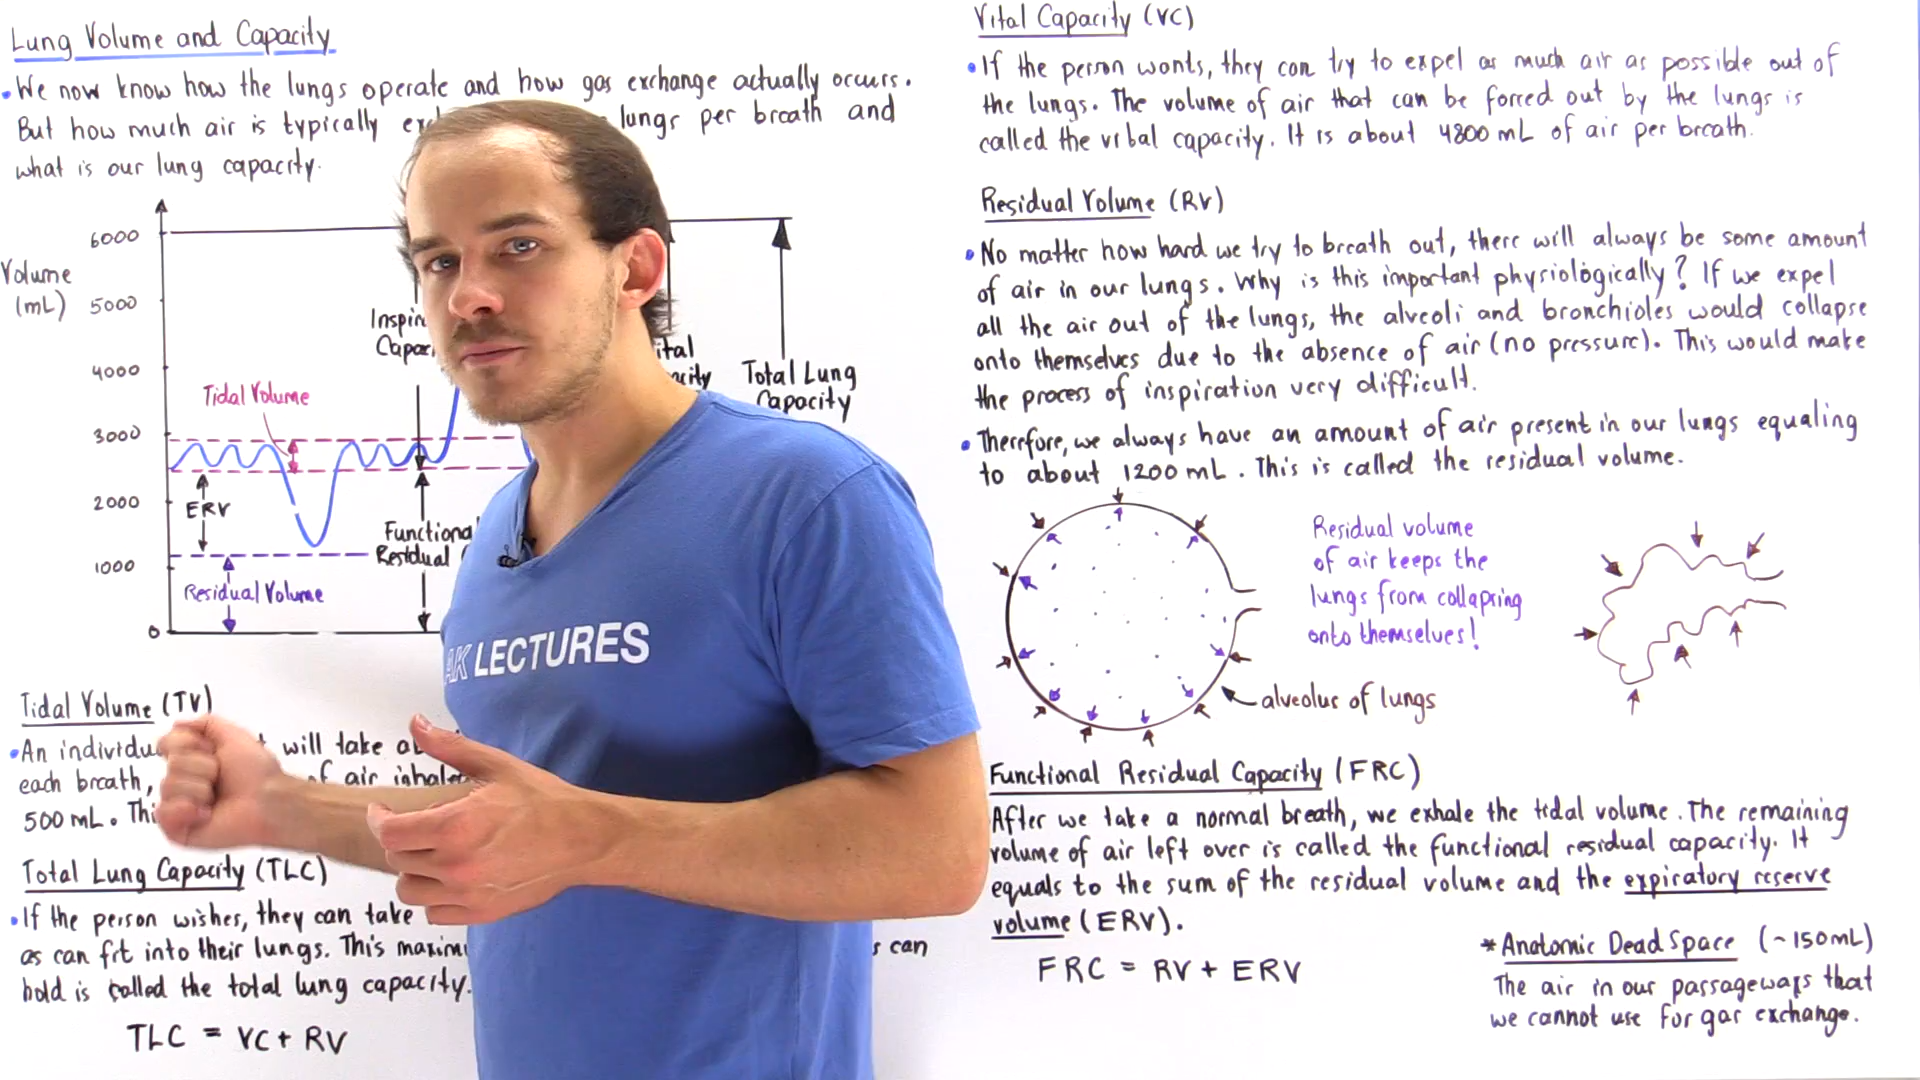 Lung Volume and Capacity
•We now know how the lungs operate and how gas exchange actually occurs.
But how much air is typically lungs per breath and
what is our lung capacity.
Volume
(mL)
6000
5000
4000
3000
2000
1000
0
Tidal Volume
ERV
Residual Volume
Inspir
Capac
Functiona
Residual
ital
acity
Total Lung
Capacity
AK LECTURES
Tidal Volume (TV)
•An individu will take
each breath, of air inhale
500 mL. Thi
Total Lung Capacity (TLC)
•If the person wishes, they can take
as can fit into their lungs. This maxim s can
hold is called the total lung capacity.
TLC = VC + RV
Vital Capacity (VC)
•If the person wants, they can try to expel as much air as possible out of
the lungs. The volume of air that can be forced out by the lungs is
called the vital capacity. It is about 4800 mL of air per breath.
Residual Volume (RV)
•No matter how hard we try to breath out, there will always be some amount
of air in our lungs. Why is this important physiologically? If we expel
all the air out of the lungs, the alveoli and bronchioles would collapse
onto themselves due to the absence of air (no pressure). This would make
the process of inspiration very difficult.
•Therefore, we always have an amount of air present in our lungs equaling
to about 1200 mL. This is called the residual volume.
Residual volume
of air keeps the
lungs from collapsing
onto themselves!
alveolus of lungs
Functional Residual Capacity (FRC)
After we take a normal breath, we exhale the tidal volume. The remaining
volume of air left over is called the functional residual capacity. It
equals to the sum of the residual volume and the expiratory reserve
volume (ERV).
FRC = RV + ERV
*Anatomic Dead Space (~150mL)
The air in our passageways that
we cannot use for gas exchange.